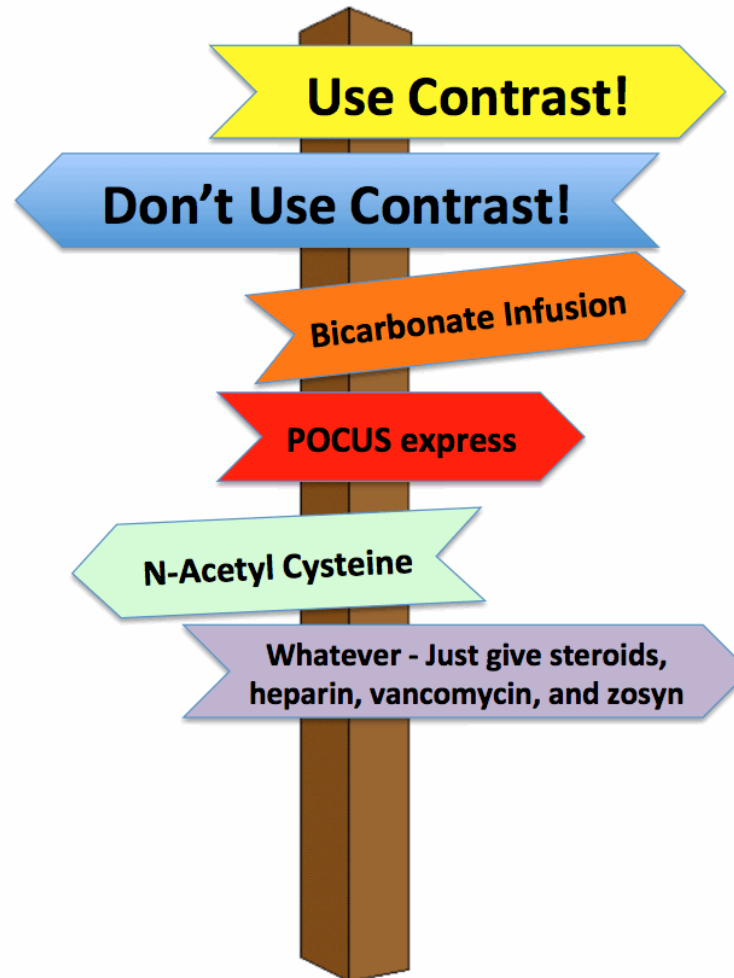 Use Contrast!
Don't Use Contrast!
Bicarbonate Infusion
POCUS express
N-Acetyl Cysteine
Whatever - Just give steroids,
heparin, vancomycin, and zosyn